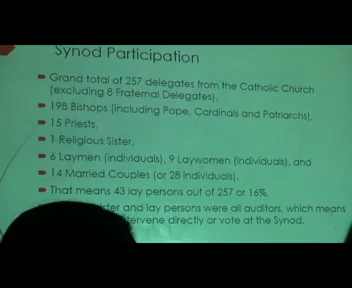 Synod Participation
Grand total of 257 delegates from the Catholic Church
(excluding 8 Fraternal Delegates),
198 Bishops (including Pope, Cardinals and Patriarchs),
15 Priests,
1 Religious Sister,
6 Laymen (individuals), 9 Laywomen (individuals), and
14 Married Couples (or 28 Individuals).
That means 43 lay persons out of 257 or 16%.
and lay persons were all auditors, which means
directly or vote at the Synod.